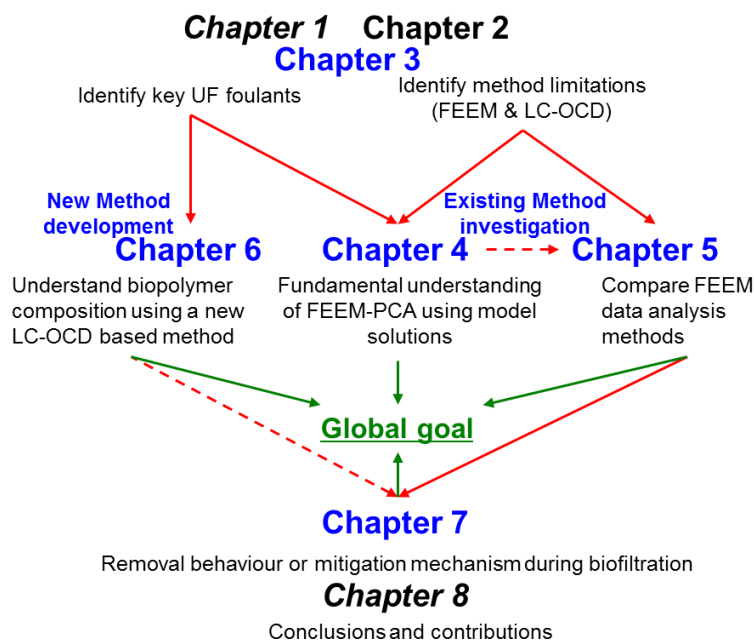 Chapter 1 Chapter 2
Chapter 3
Identify key UF foulants
Identify method limitations
(FEEM & LC-OCD)
New Method
development
Existing Method
investigation
Chapter 6
Chapter 4
Chapter 5
Understand biopolymer
composition using a new
LC-OCD based method
Fundamental understanding
of FEEM-PCA using model
solutions
Compare FEEM
data analysis
methods
Global goal
Chapter 7
Removal behaviour or mitigation mechanism during biofiltration
Chapter 8
Conclusions and contributions